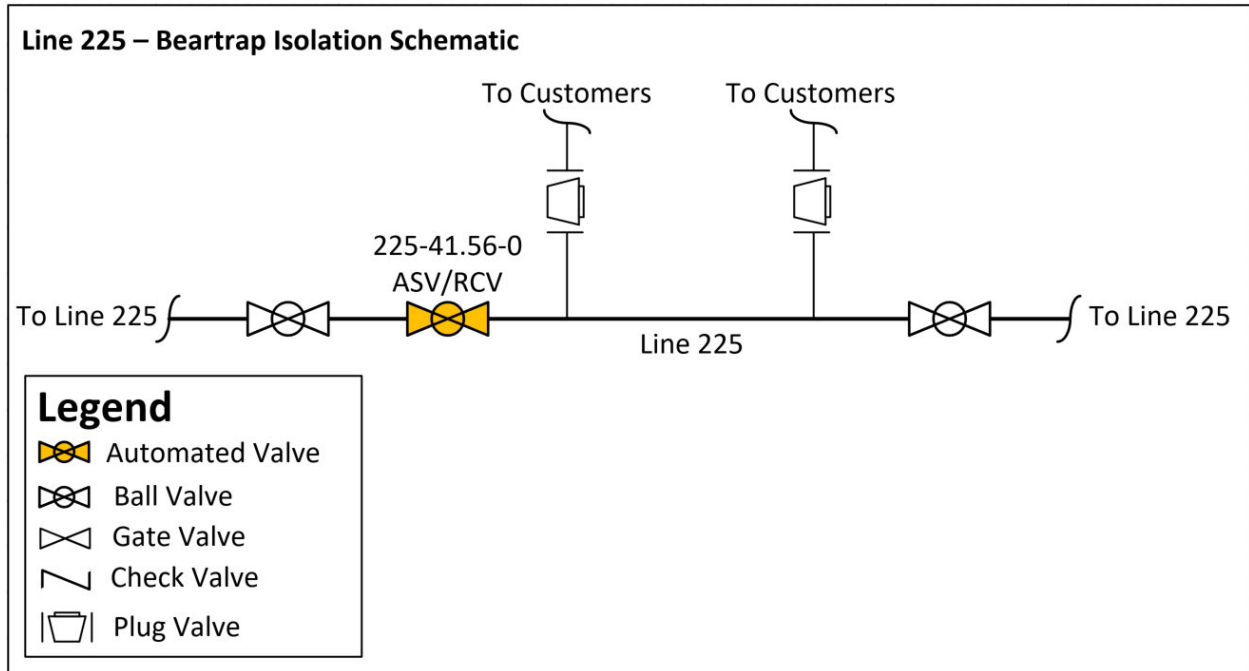 Line 225 – Beartrap Isolation Schematic
To Customers
To Customers
225-41.56-0
ASV/RCV
To Line 225
To Line 225
Line 225
Legend
Automated Valve
Ball Valve
Gate Valve
Check Valve
Plug Valve